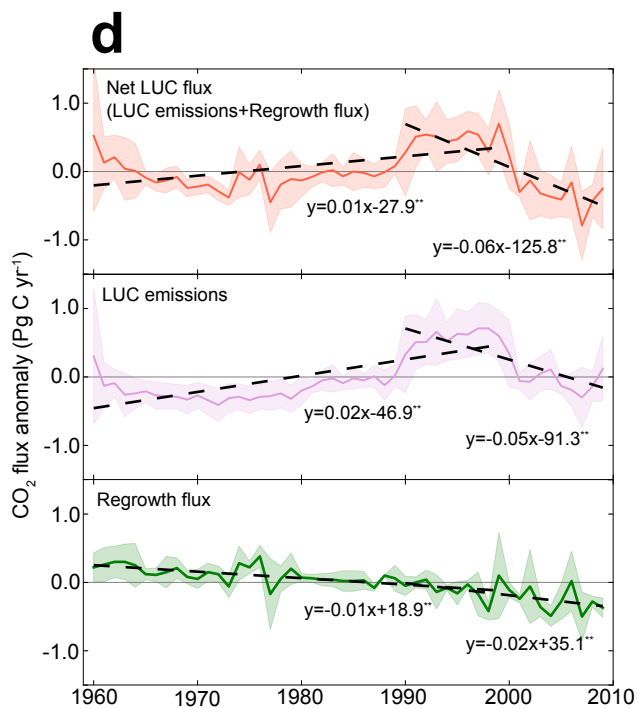 d
CO₂ flux anomaly (Pg C yr⁻¹)
Net LUC flux
(LUC emissions+Regrowth flux)
1.0
0.0
-1.0
y=0.01x-27.9**
y=-0.06x-125.8**
LUC emissions
1.0
0.0
-1.0
y=0.02x-46.9**
y=-0.05x-91.3**
Regrowth flux
1.0
0.0
-1.0
y=-0.01x+18.9**
y=-0.02x+35.1**
1960 1970 1980 1990 2000 2010